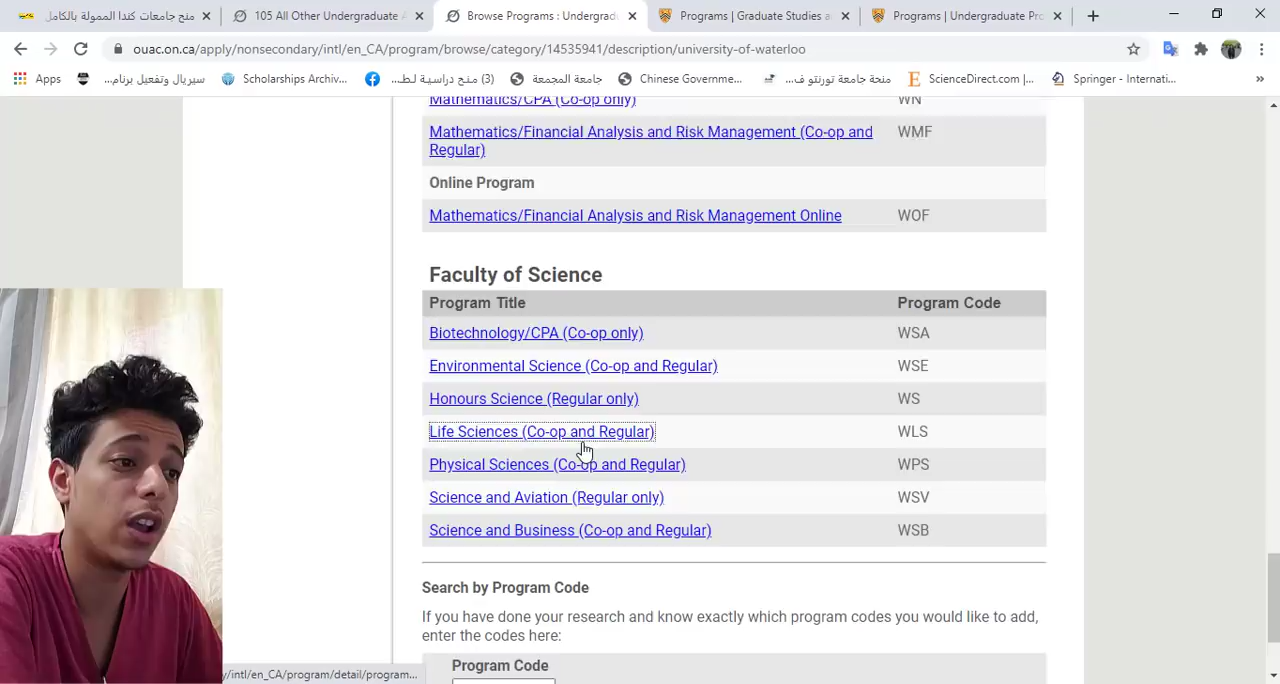 منح جامعات كندا الممولة بالكامل
105 All Other Undergraduate A
Browse Programs : Undergradu
Programs | Graduate Studies a
Programs | Undergraduate Pro
ouac.on.ca/apply/nonsecondary/intl/en_CA/program/browse/category/14535941/description/university-of-waterloo
Apps
سيريال وتفعيل برنام...
Scholarships Archiv...
(3) منح دراسية لـط...
جامعة المجمعة
Chinese Governme...
منحة جامعة تورنتو ف...
ScienceDirect.com |...
Springer - Internati...
»
Mathematics/CPA (Co-op only) WN
Mathematics/Financial Analysis and Risk Management (Co-op and WMF
Regular)
Online Program
Mathematics/Financial Analysis and Risk Management Online WOF
Faculty of Science
Program Title Program Code
Biotechnology/CPA (Co-op only) WSA
Environmental Science (Co-op and Regular) WSE
Honours Science (Regular only) WS
Life Sciences (Co-op and Regular) WLS
Physical Sciences (Co-op and Regular) WPS
Science and Aviation (Regular only) WSV
Science and Business (Co-op and Regular) WSB
Search by Program Code
If you have done your research and know exactly which program codes you would like to add,
enter the codes here:
Program Code
/intl/en_CA/program/detail/program...